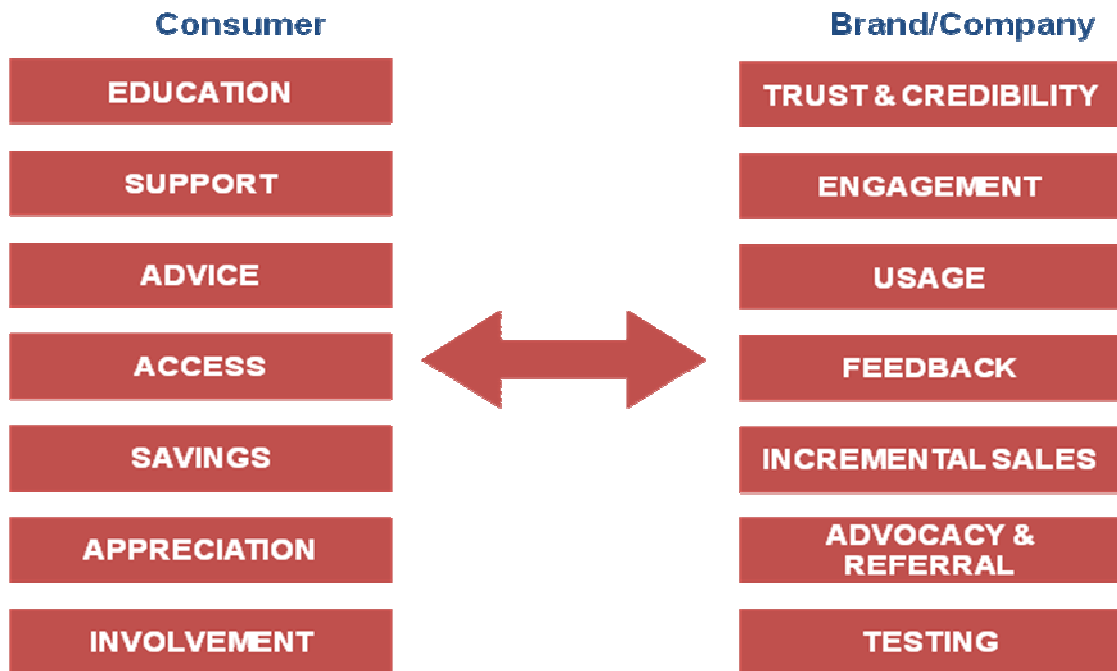 Consumer
EDUCATION
SUPPORT
ADVICE
ACCESS
SAVINGS
APPRECIATION
INVOLVEMENT
Brand/Company
TRUST & CREDIBILITY
ENGAGEMENT
USAGE
FEEDBACK
INCREMENTAL SALES
ADVOCACY &
REFERRAL
TESTING